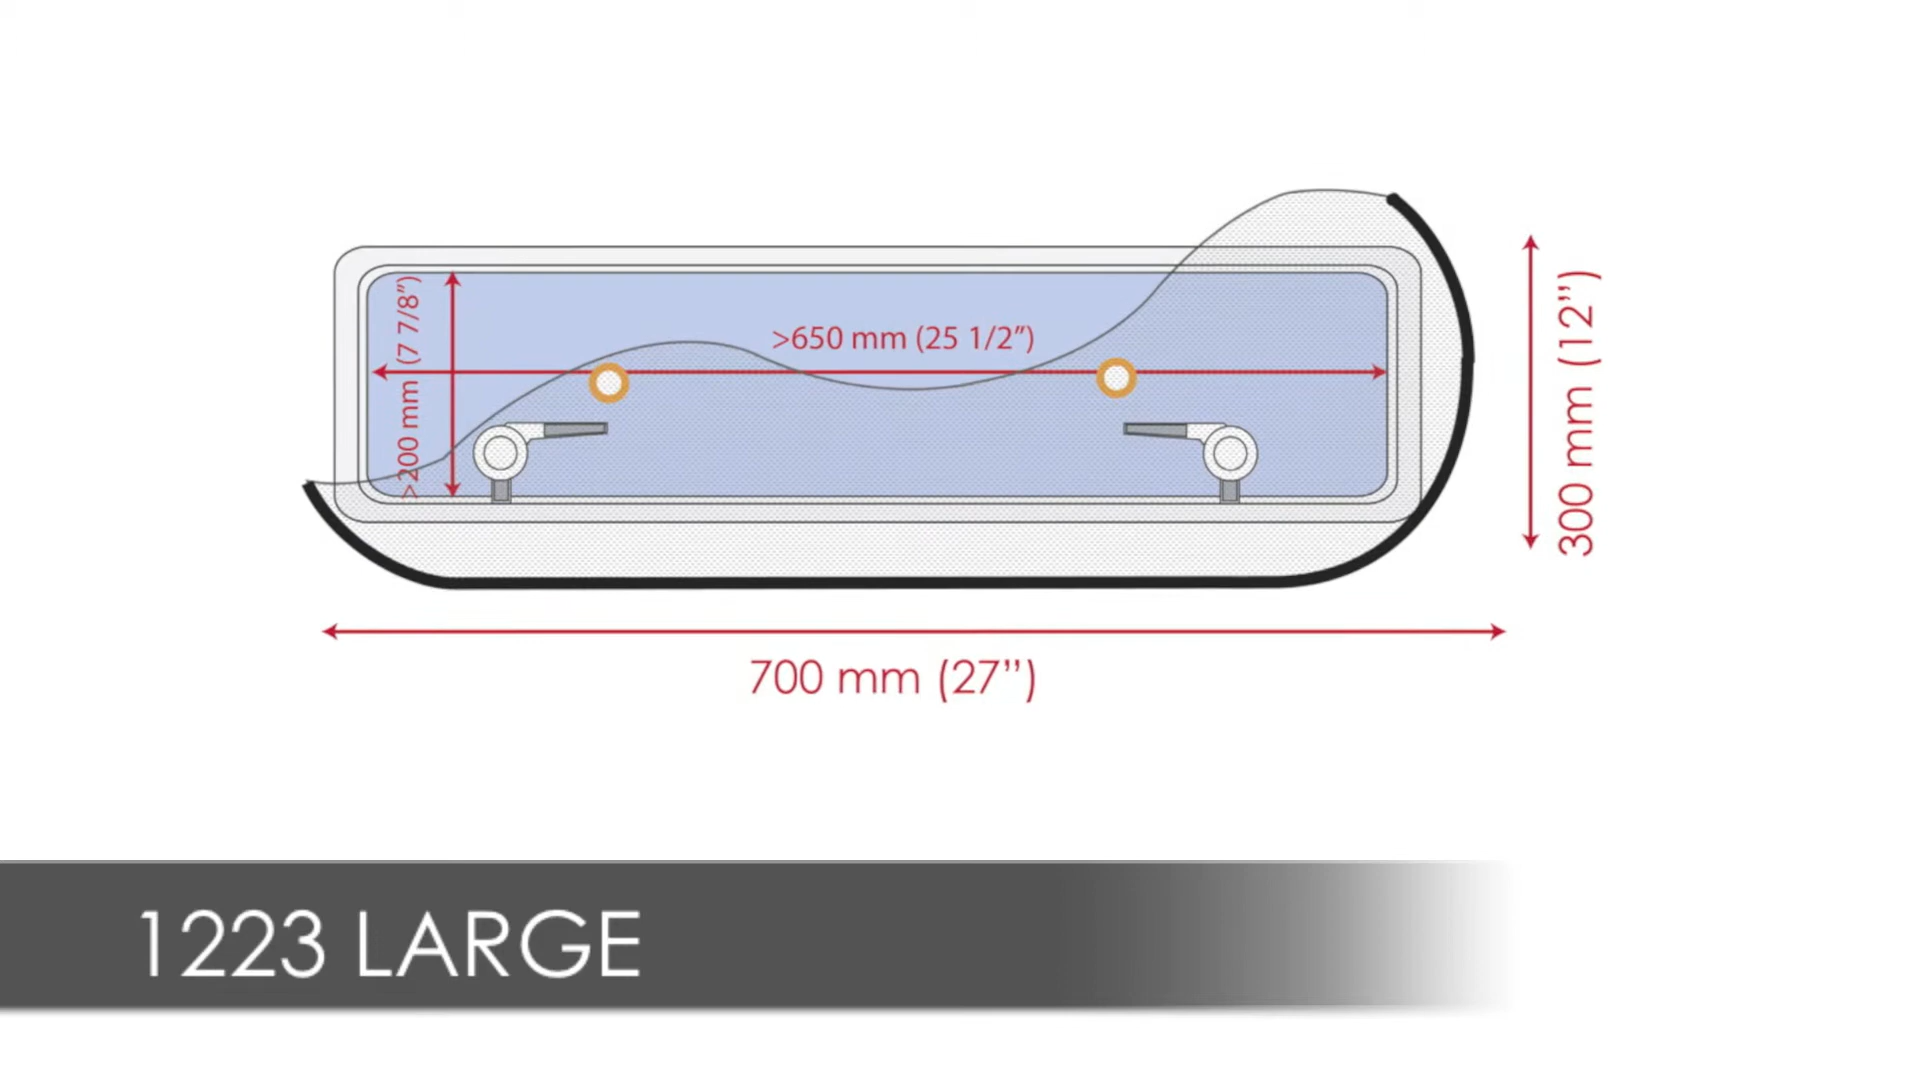 >200 mm (7 7/8”)
>650 mm (25 1/2”)
300 mm (12’’)
700 mm (27’’)
1223 LARGE